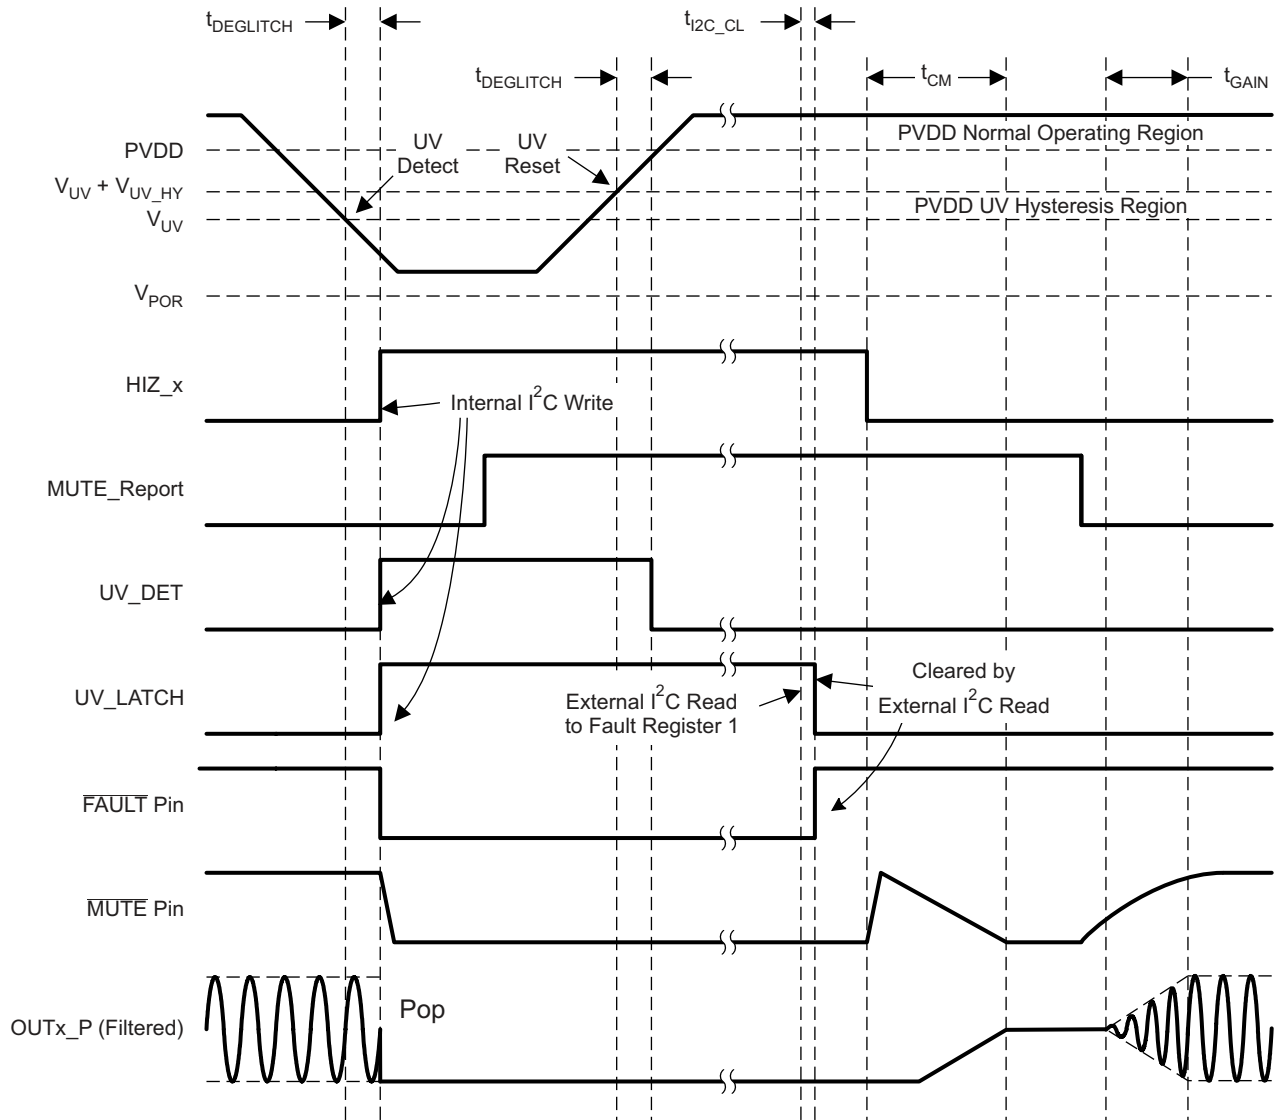 tDEGLITCH
tI2C_CL
tDEGLITCH
tCM
tGAIN
PVDD
UV
Detect
UV
Reset
PVDD Normal Operating Region
VUV + VUV_HY
VUV
PVDD UV Hysteresis Region
VPOR
HIZ_x
Internal I2C Write
MUTE_Report
UV_DET
UV_LATCH
External I2C Read
to Fault Register 1
Cleared by
External I2C Read
FAULT Pin
MUTE Pin
Pop
OUTx_P (Filtered)